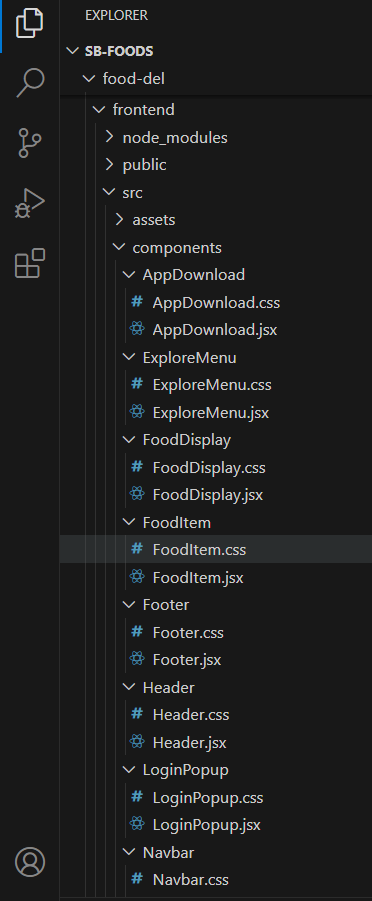 EXPLORER
SB-FOODS
food-del
frontend
node_modules
public
src
assets
components
AppDownload
# AppDownload.css
AppDownload.jsx
ExploreMenu
# ExploreMenu.css
ExploreMenu.jsx
FoodDisplay
# FoodDisplay.css
FoodDisplay.jsx
FoodItem
# FoodItem.css
FoodItem.jsx
Footer
# Footer.css
Footer.jsx
Header
# Header.css
Header.jsx
LoginPopup
# LoginPopup.css
LoginPopup.jsx
Navbar
# Navbar.css